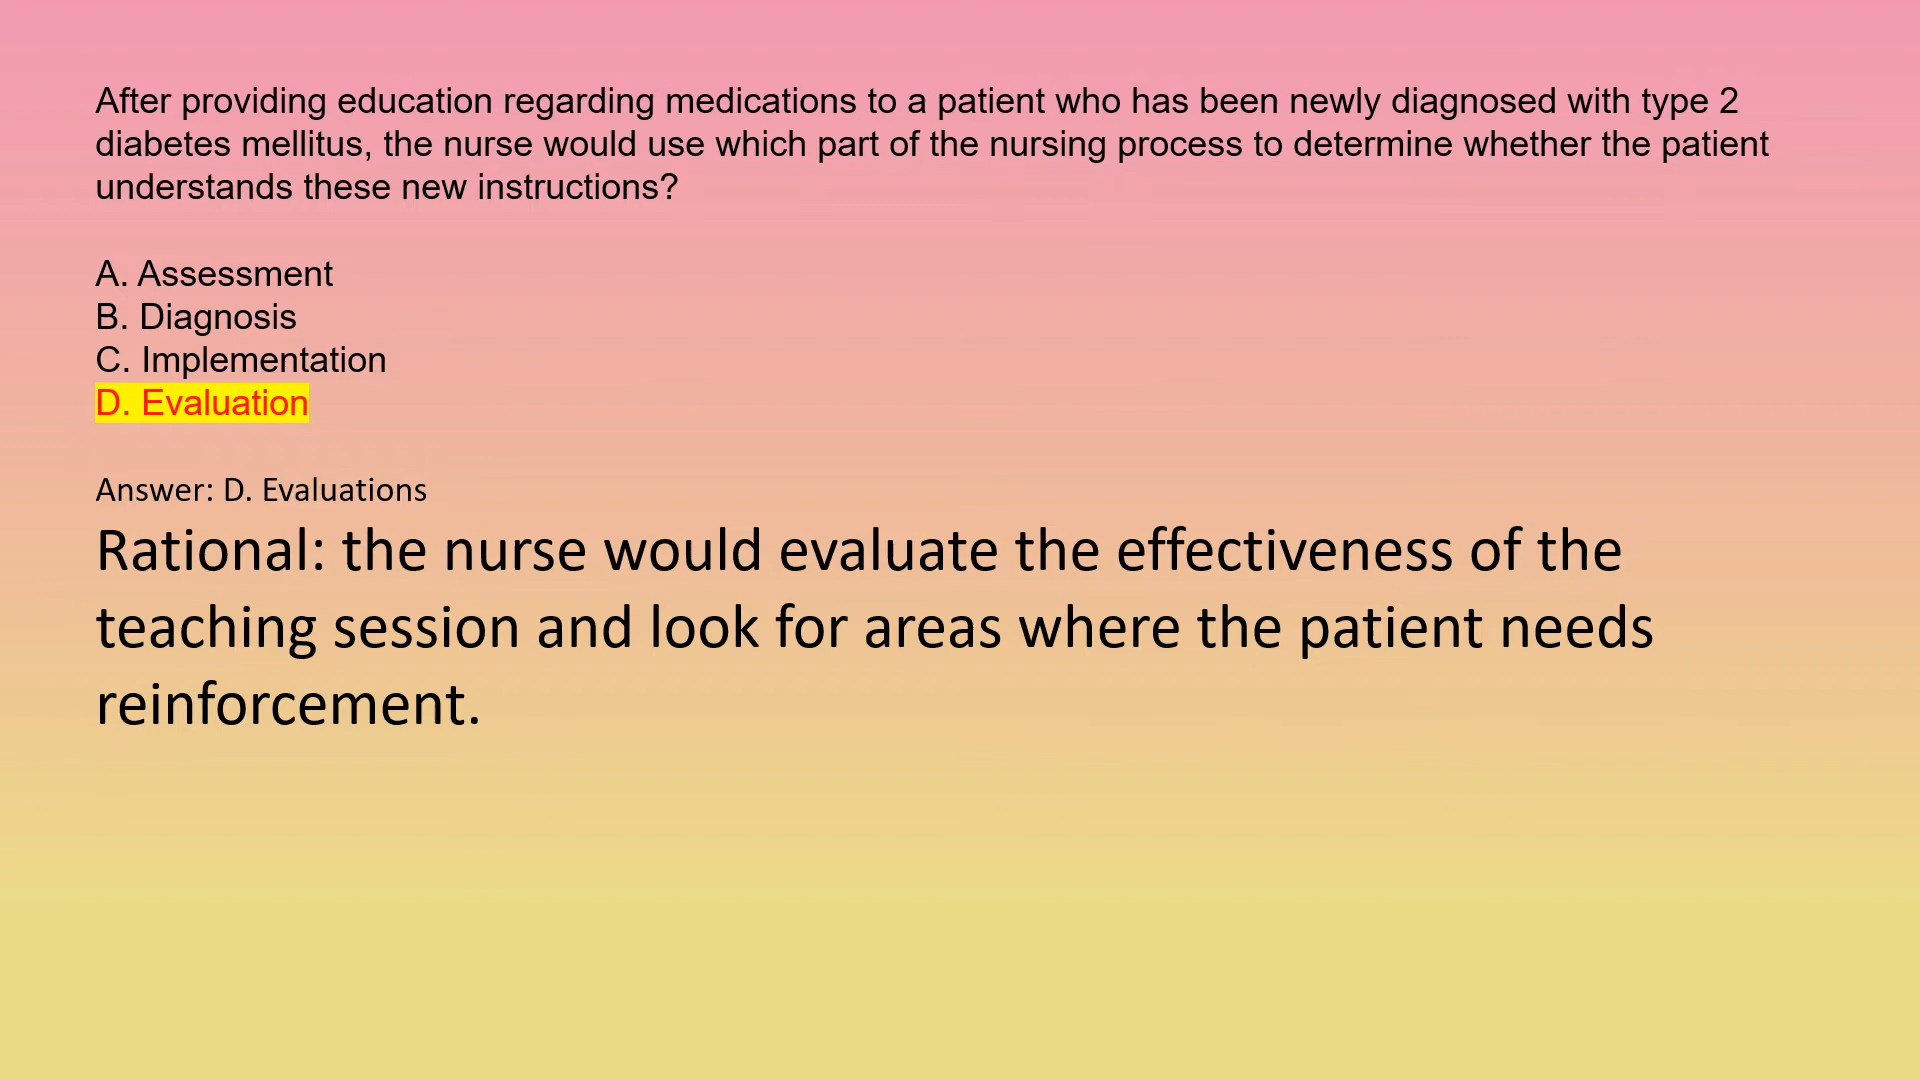 After providing education regarding medications to a patient who has been newly diagnosed with type 2
diabetes mellitus, the nurse would use which part of the nursing process to determine whether the patient
understands these new instructions?
A. Assessment
B. Diagnosis
C. Implementation
D. Evaluation
Answer: D. Evaluations
Rational: the nurse would evaluate the effectiveness of the
teaching session and look for areas where the patient needs
reinforcement.